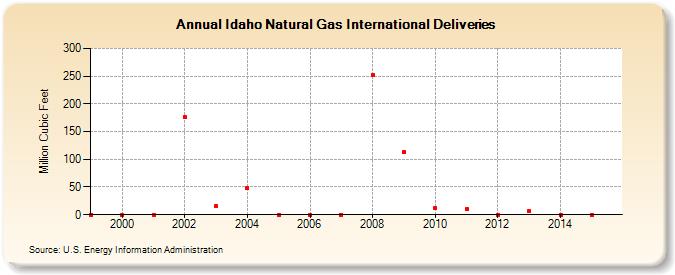 Annual Idaho Natural Gas International Deliveries
Million Cubic Feet
300
250
200
150
100
50
0
2000 2002 2004 2006 2008 2010 2012 2014
Source: U.S. Energy Information Administration